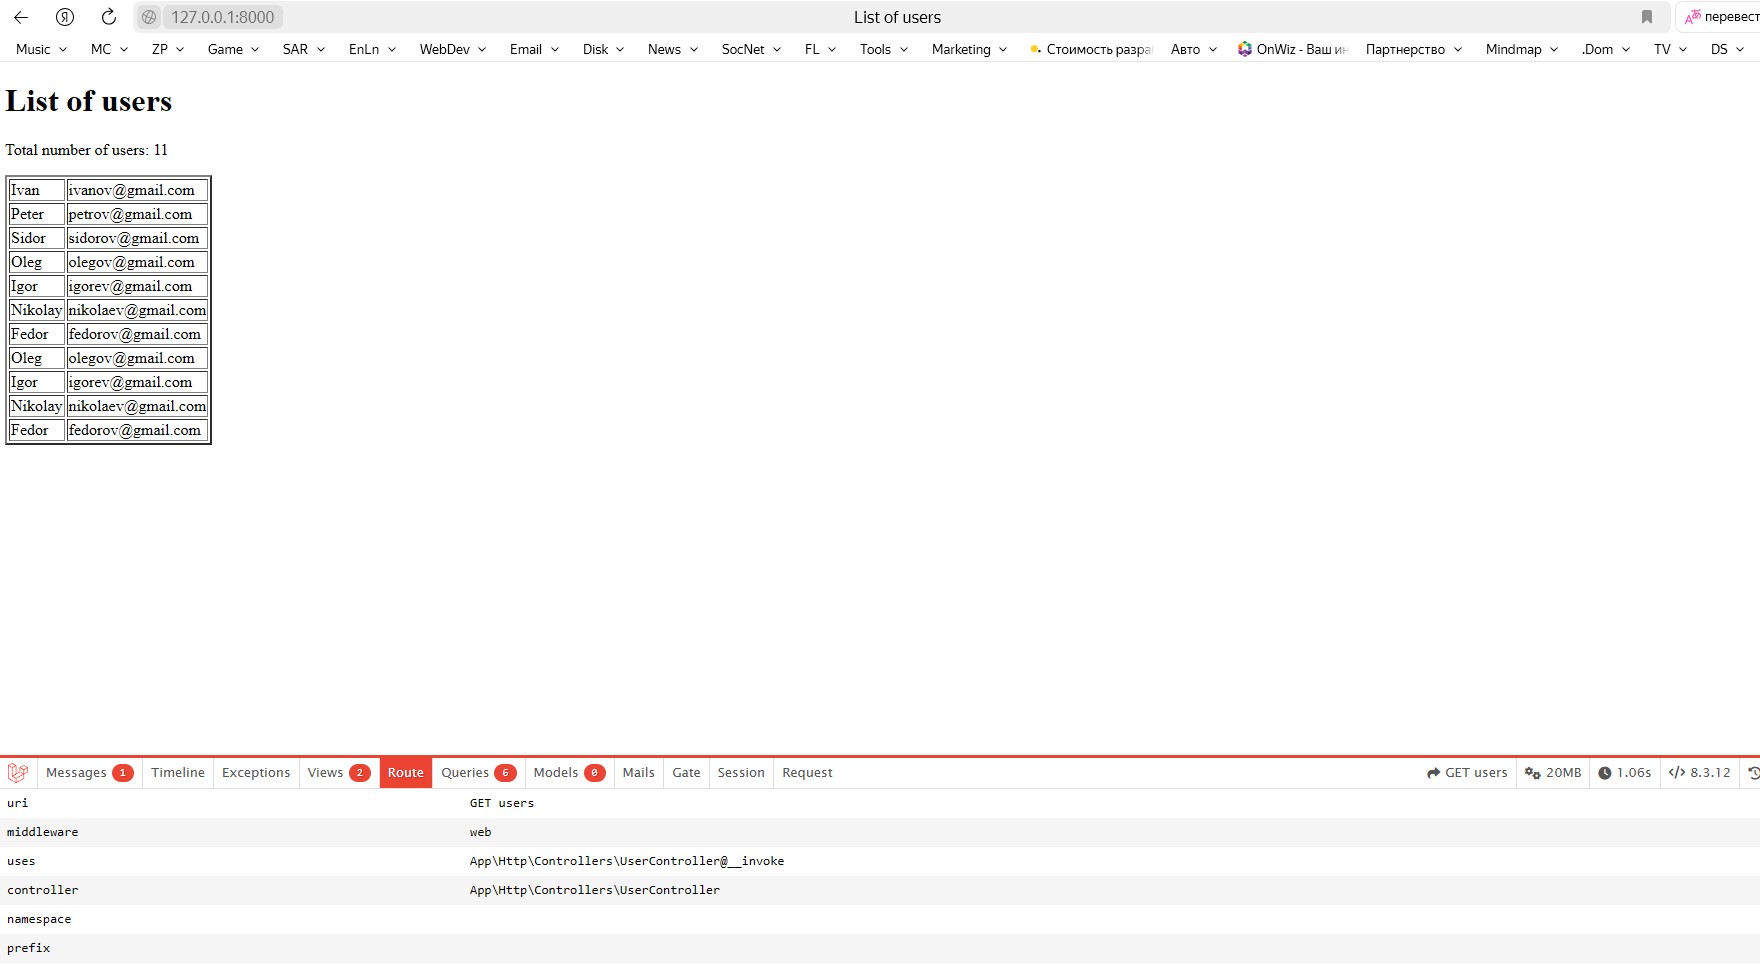 Я 127.0.0.1:8000 List of users перевест
Music MC ZP Game SAR EnLn WebDev Email Disk News SocNet FL Tools Marketing Стоимость разра Авто OnWiz - Ваш ин Партнерство Mindmap .Dom TV DS
List of users
Total number of users: 11
Ivan ivanov@gmail.com
Peter petrov@gmail.com
Sidor sidorov@gmail.com
Oleg olegov@gmail.com
Igor igorev@gmail.com
Nikolay nikolaev@gmail.com
Fedor fedorov@gmail.com
Oleg olegov@gmail.com
Igor igorev@gmail.com
Nikolay nikolaev@gmail.com
Fedor fedorov@gmail.com
Messages 1 Timeline Exceptions Views 2 Route Queries 6 Models 0 Mails Gate Session Request GET users 20MB 1.06s </> 8.3.12
uri GET users
middleware web
uses App\Http\Controllers\UserController@__invoke
controller App\Http\Controllers\UserController
namespace
prefix